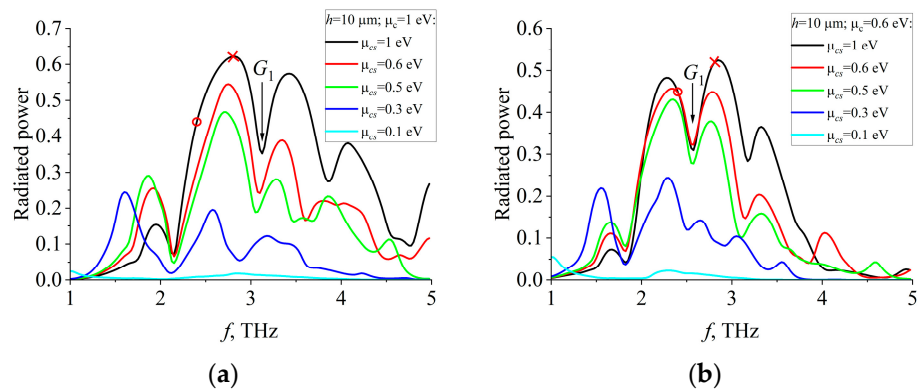 h=10 μm; μc=1 eV:
μcs=1 eV
μcs=0.6 eV
μcs=0.5 eV
μcs=0.3 eV
μcs=0.1 eV
G1
Radiated power
0.7
0.6
0.5
0.4
0.3
0.2
0.1
0.0
1 2 3 4 5
f, THz
(a)
h=10 μm; μc=0.6 eV:
μcs=1 eV
μcs=0.6 eV
μcs=0.5 eV
μcs=0.3 eV
μcs=0.1 eV
G1
Radiated power
0.6
0.5
0.4
0.3
0.2
0.1
0.0
1 2 3 4 5
f, THz
(b)